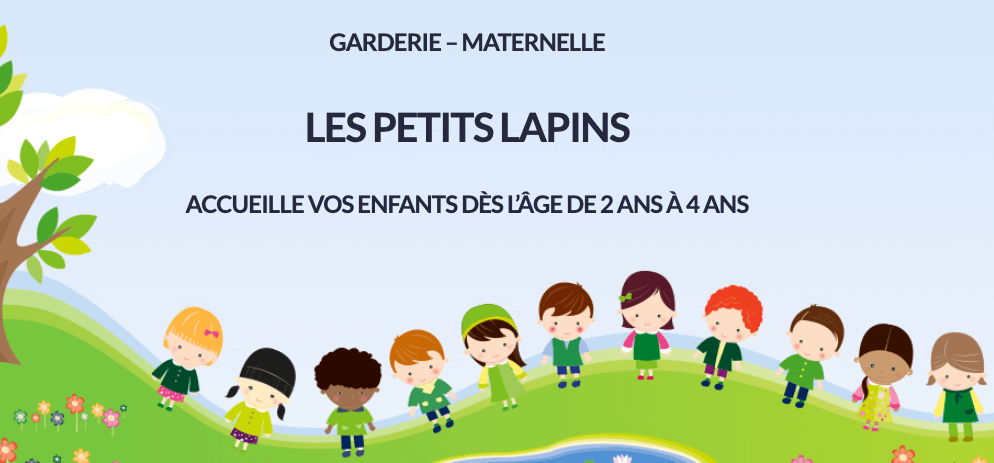 GARDERIE – MATERNELLE
LES PETITS LAPINS
ACCUEILLE VOS ENFANTS DÈS L’ÂGE DE 2 ANS À 4 ANS